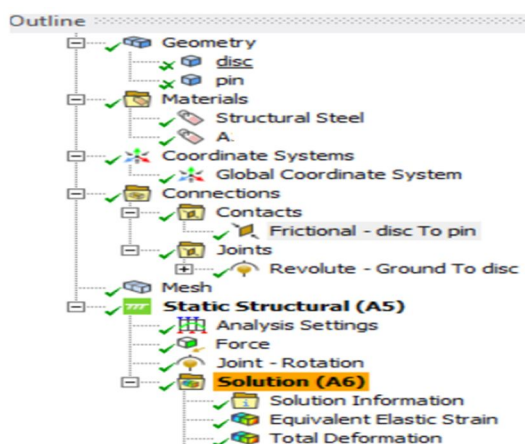 Outline
Geometry
disc
pin
Materials
Structural Steel
A.
Coordinate Systems
Global Coordinate System
Connections
Contacts
Frictional - disc To pin
Joints
Revolute - Ground To disc
Mesh
Static Structural (A5)
Analysis Settings
Force
Joint - Rotation
Solution (A6)
Solution Information
Equivalent Elastic Strain
Total Deformation